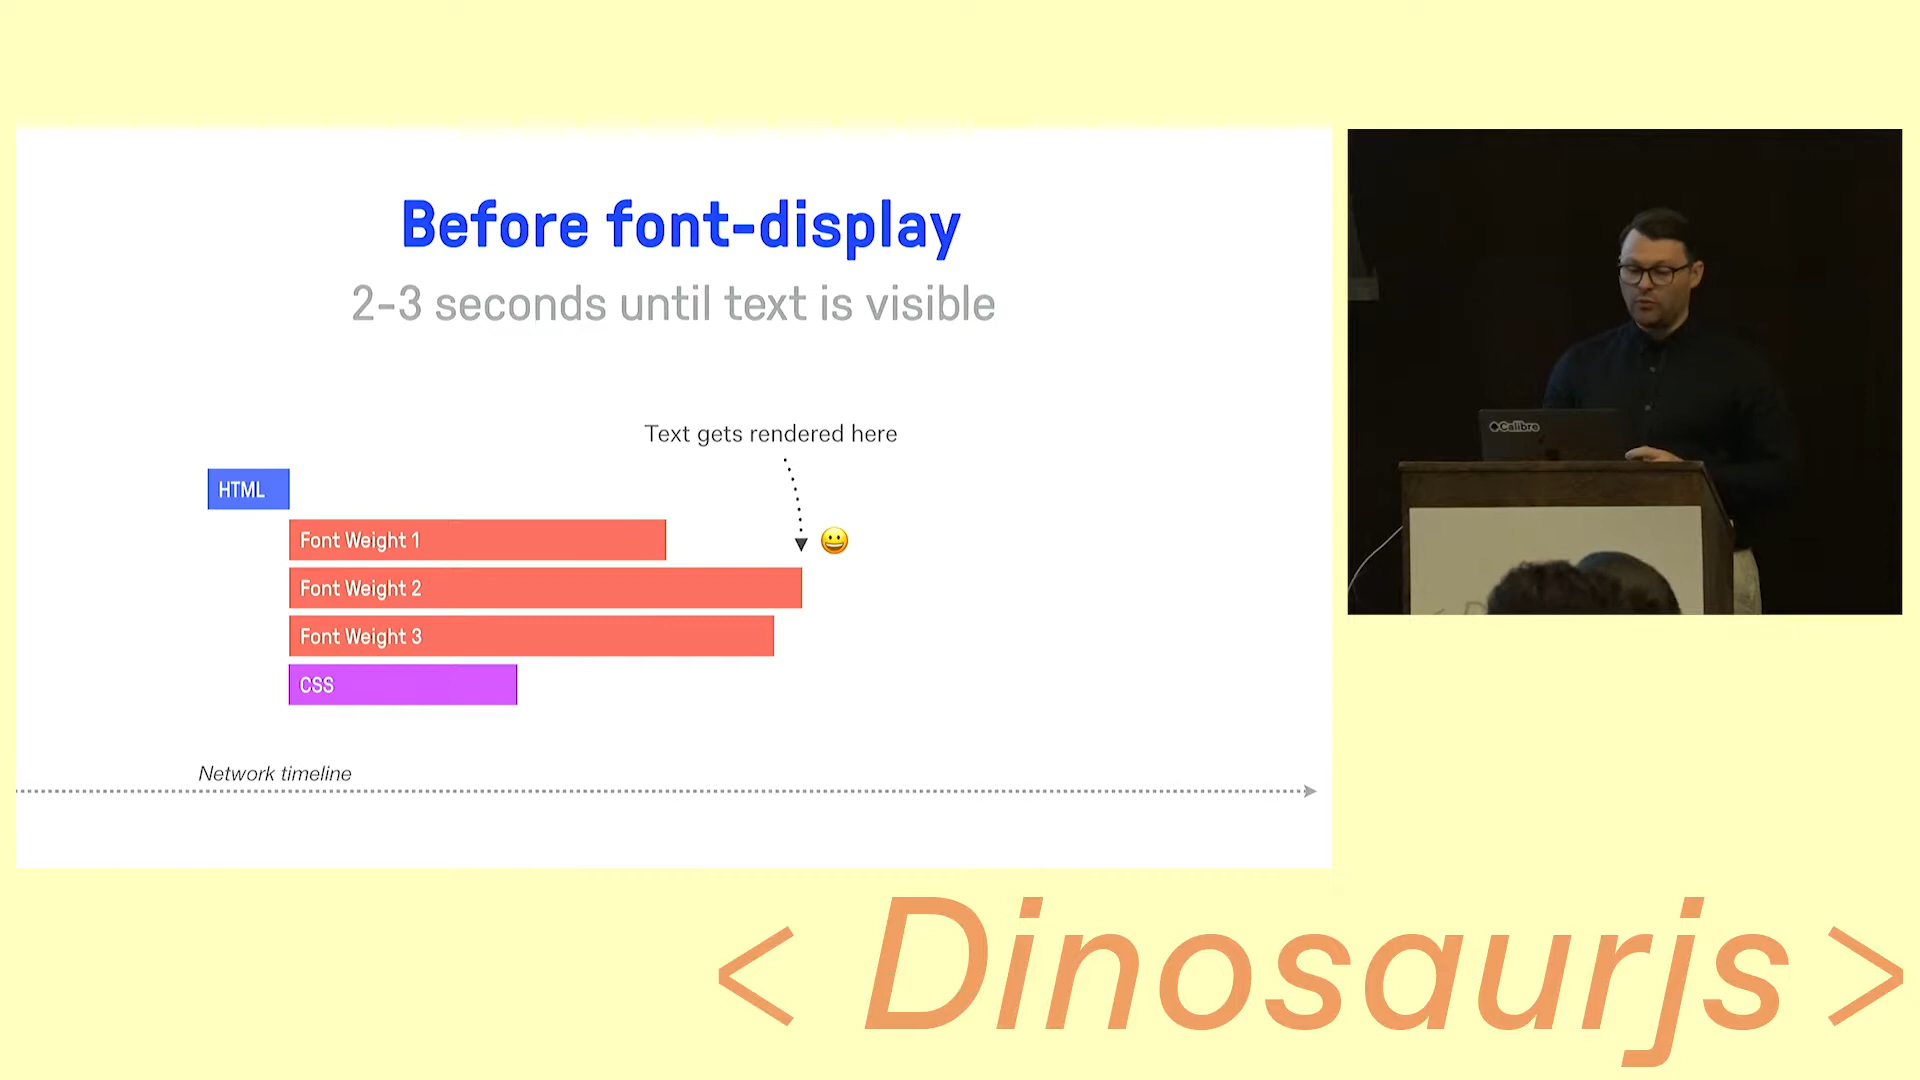 Before font-display
2-3 seconds until text is visible
Text gets rendered here
HTML
Font Weight 1
Font Weight 2
Font Weight 3
CSS
Network timeline
Calibre
< Dinosaurjs >